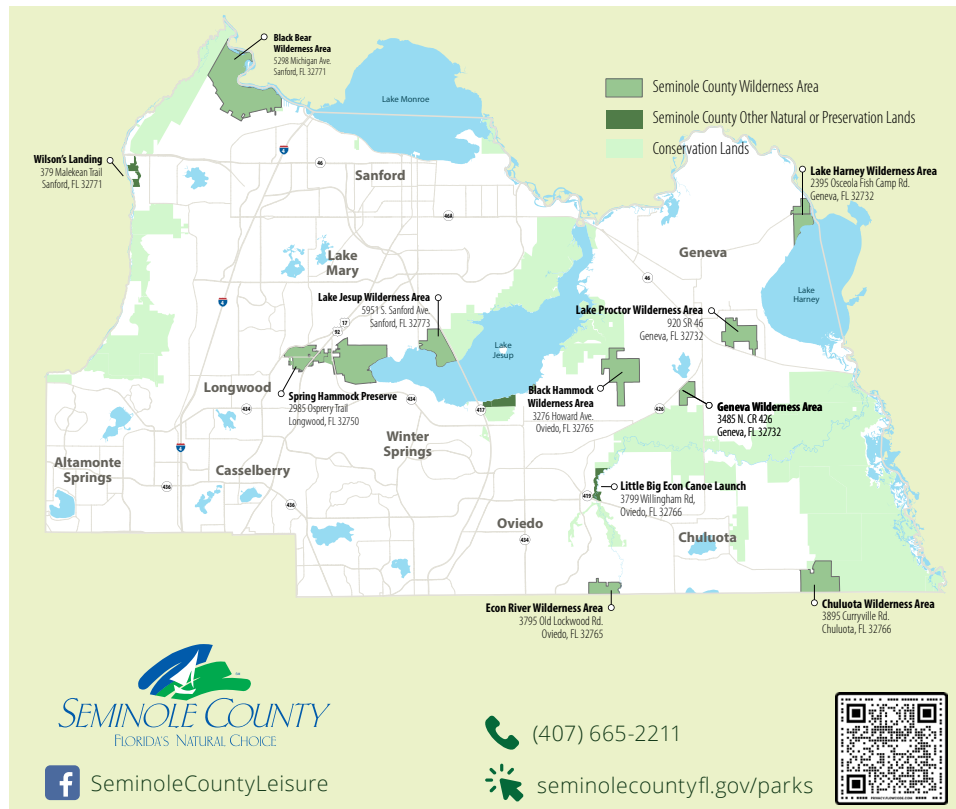 Black Bear
Wilderness Area
5298 Michigan Ave.
Sanford, FL 32771
Lake Monroe
Seminole County Wilderness Area
Seminole County Other Natural or Preservation Lands
Conservation Lands
Wilson's Landing
379 Malekean Trail
Sanford, FL 32771
4
46
Sanford
Lake Harney Wilderness Area
2395 Osceola Fish Camp Rd.
Geneva, FL 32732
46A
Geneva
Lake
Mary
46
Lake
Harney
Lake Jesup Wilderness Area
5951 S. Sanford Ave.
Sanford, FL 32773
4
17
92
Lake Proctor Wilderness Area
920 SR 46
Geneva, FL 32732
Lake
Jesup
Longwood
Spring Hammock Preserve
2985 Osprery Trail
Longwood, FL 32750
434
434
417
Black Hammock
Wilderness Area
3276 Howard Ave.
Oviedo, FL 32765
426
Geneva Wilderness Area
3485 N. CR 426
Geneva, FL 32732
4
Winter
Springs
Altamonte
Springs
Casselberry
436
436
Little Big Econ Canoe Launch
3799 Willingham Rd,
Oviedo, FL 32766
419
Oviedo
434
Chuluota
Econ River Wilderness Area
3795 Old Lockwood Rd.
Oviedo, FL 32765
Chuluota Wilderness Area
3895 Curryville Rd.
Chuluota, FL 32766
SEMINOLE COUNTY
FLORIDA'S NATURAL CHOICE
(407) 665-2211
SeminoleCountyLeisure
seminolecountyfl.gov/parks